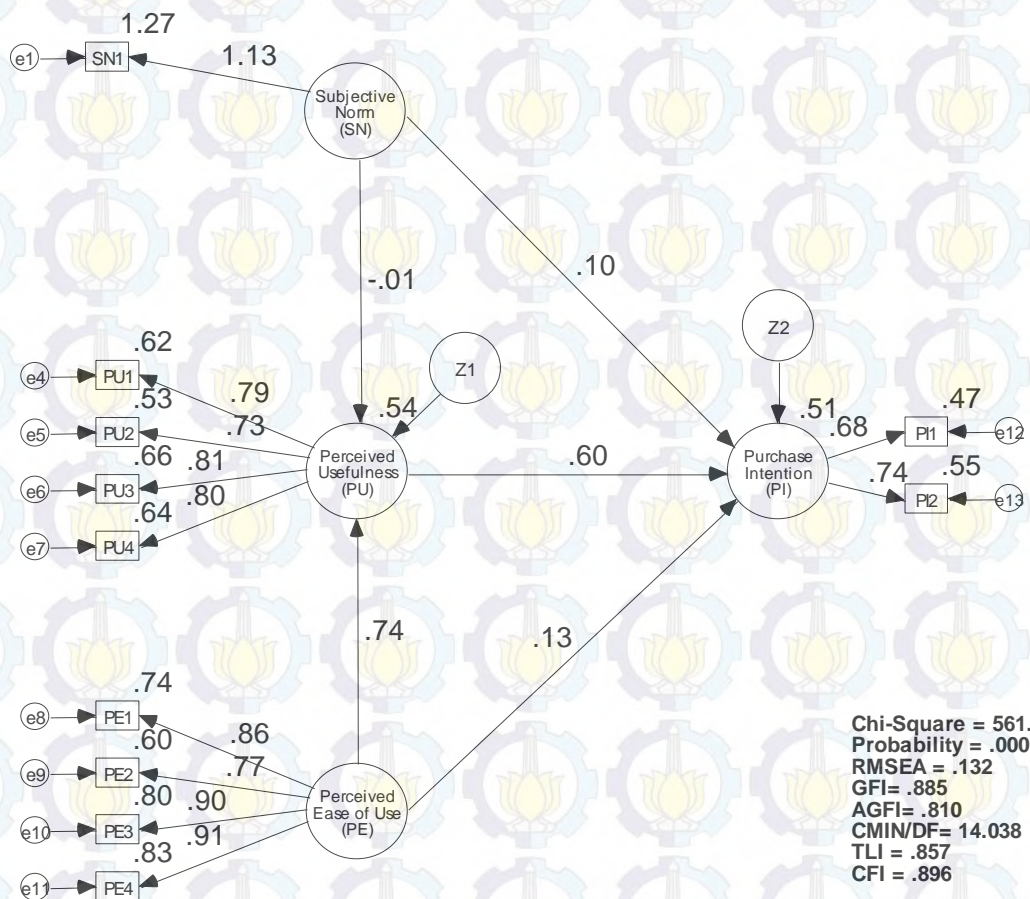 1.27
e1
SN1
1.13
Subjective
Norm
(SN)
-.01
.10
Z2
.62
e4
PU1
.79
Z1
.53
.54
e5
PU2
.73
.51
.47
.68
PI1
e12
.66
.81
Perceived
Usefulness
(PU)
.60
Purchase
Intention
(PI)
e6
PU3
.80
.74
.55
PI2
e13
.64
e7
PU4
.74
.13
.74
e8
PE1
.86
.60
e9
PE2
.77
.80
.90
Perceived
Ease of Use
(PE)
e10
PE3
.91
.83
e11
PE4
Chi-Square = 561.
Probability = .000
RMSEA = .132
GFI= .885
AGFI= .810
CMIN/DF= 14.038
TLI = .857
CFI = .896